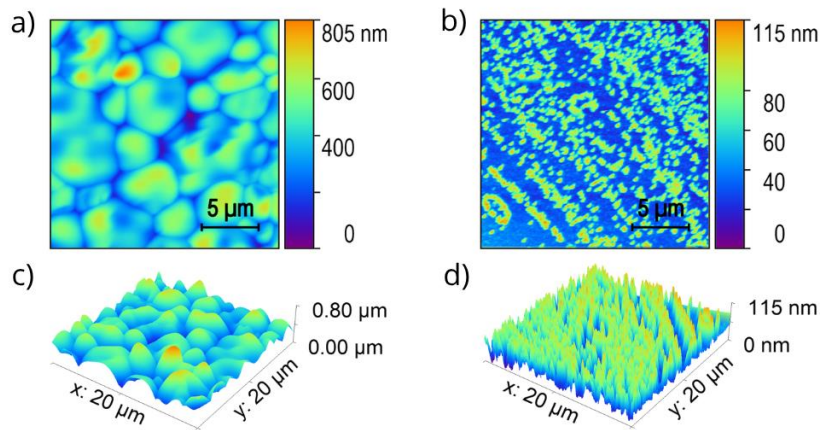 a)
805 nm
600
400
0
5 µm
b)
115 nm
80
60
40
0
5 µm
c)
0.80 µm
0.00 µm
x: 20 µm
y: 20 µm
d)
115 nm
0 nm
x: 20 µm
y: 20 µm